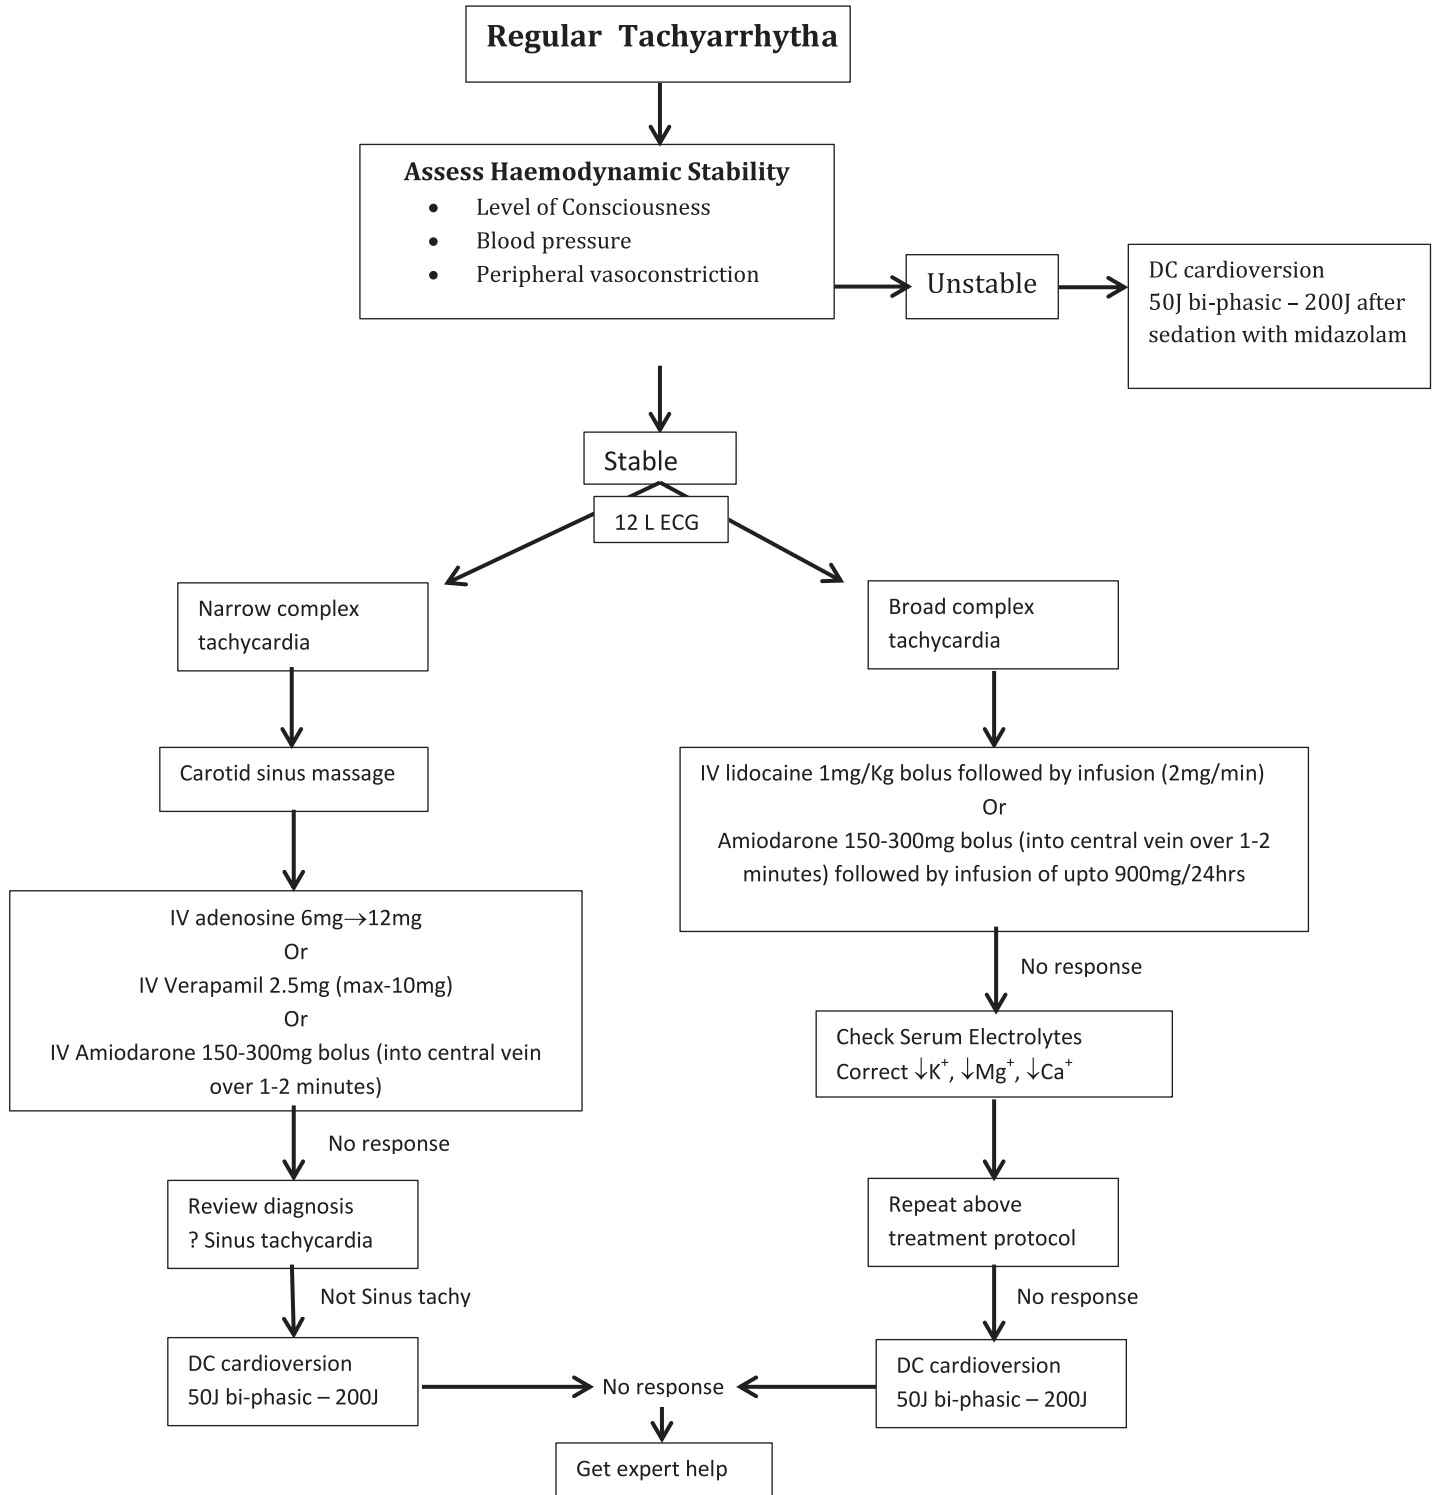 Regular Tachyarrhytha
Assess Haemodynamic Stability
• Level of Consciousness
• Blood pressure
• Peripheral vasoconstriction
Unstable
DC cardioversion
50J bi-phasic – 200J after
sedation with midazolam
Stable
12 L ECG
Narrow complex
tachycardia
Broad complex
tachycardia
Carotid sinus massage
IV lidocaine 1mg/Kg bolus followed by infusion (2mg/min)
Or
Amiodarone 150-300mg bolus (into central vein over 1-2
minutes) followed by infusion of upto 900mg/24hrs
IV adenosine 6mg→12mg
Or
IV Verapamil 2.5mg (max-10mg)
Or
IV Amiodarone 150-300mg bolus (into central vein
over 1-2 minutes)
No response
Check Serum Electrolytes
Correct ↓K⁺, ↓Mg⁺, ↓Ca⁺
No response
Review diagnosis
? Sinus tachycardia
Repeat above
treatment protocol
Not Sinus tachy
No response
DC cardioversion
50J bi-phasic – 200J
No response
DC cardioversion
50J bi-phasic – 200J
Get expert help